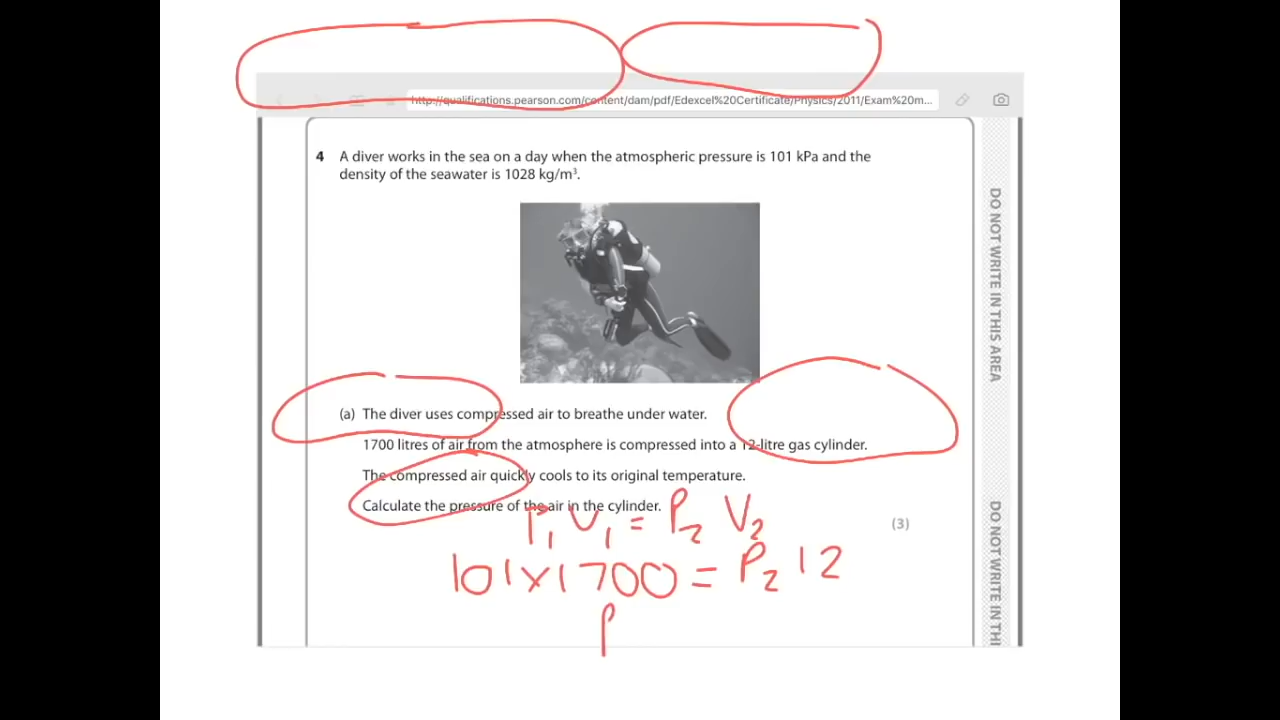 http://qualifications.pearson.com/content/dam/pdf/Edexcel%20Certificate/Physics/2011/Exam%20m...
4 A diver works in the sea on a day when the atmospheric pressure is 101 kPa and the
density of the seawater is 1028 kg/m³.
(a) The diver uses compressed air to breathe under water.
1700 litres of air from the atmosphere is compressed into a 12-litre gas cylinder.
The compressed air quickly cools to its original temperature.
Calculate the pressure of the air in the cylinder.
(3)
P₁ V₁ = P₂ V₂
101 x 1700 = P₂ 12
P
DO NOT WRITE IN THIS AREA
DO NOT WRITE IN THI